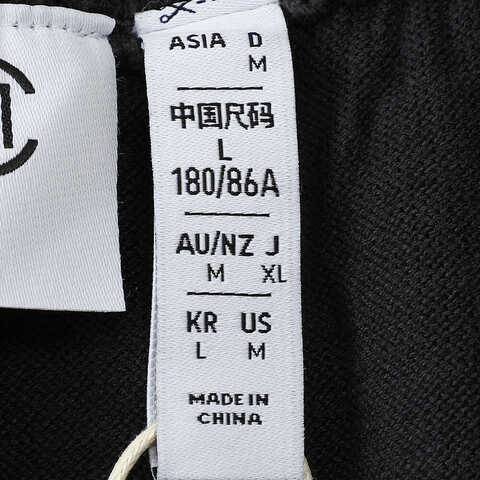 ASIA D
M
中国尺码
L
180/86A
AU/NZ J
M XL
KR US
L M
MADE IN
CHINA